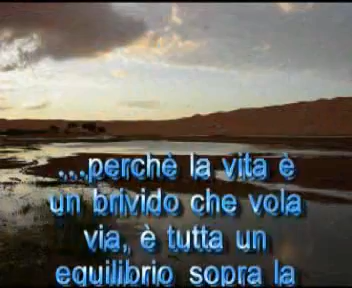 ...perchè la vita è
un brivido che vola
via, è tutta un
equilibrio sopra la